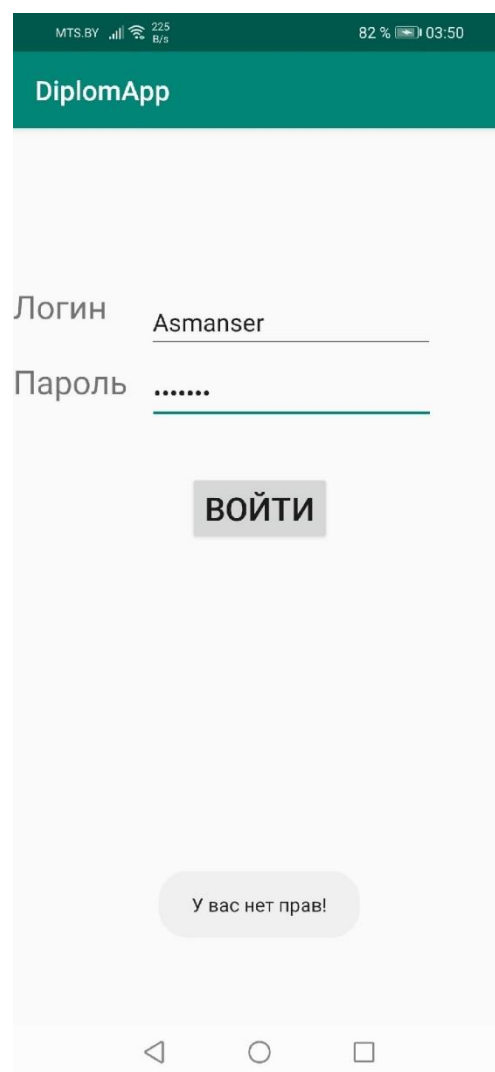 MTS.BY 225 B/s 82 % 03:50
DiplomApp
Логин Asmanser
Пароль .......
ВОЙТИ
У вас нет прав!